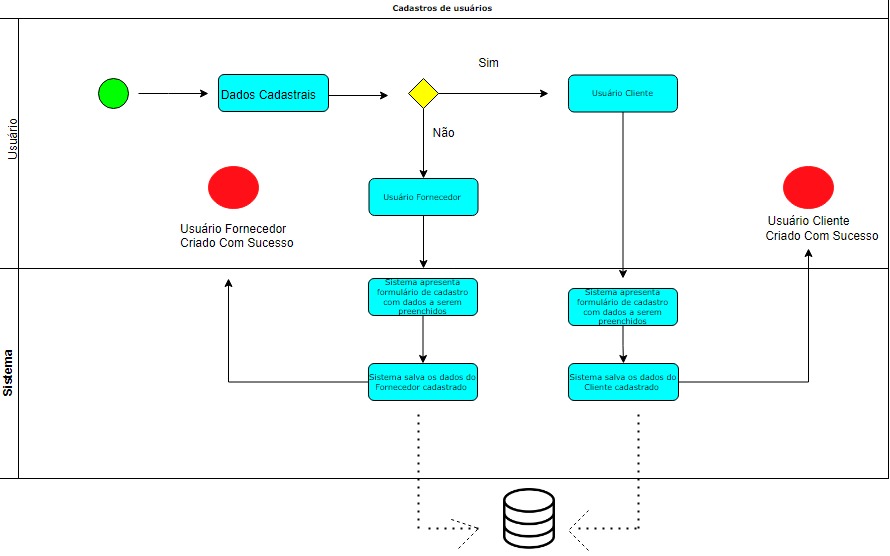 Cadastros de usuários
Usuário
Sim
Dados Cadastrais
Usuário Cliente
Não
Usuário Fornecedor
Usuário Fornecedor
Criado Com Sucesso
Usuário Cliente
Criado Com Sucesso
Sistema
Sistema apresenta
formulário de cadastro
com dados a serem
preenchidos
Sistema apresenta
formulário de cadastro
com dados a serem
preenchidos
Sistema salva os dados do
Fornecedor cadastrado
Sistema salva os dados do
Cliente cadastrado